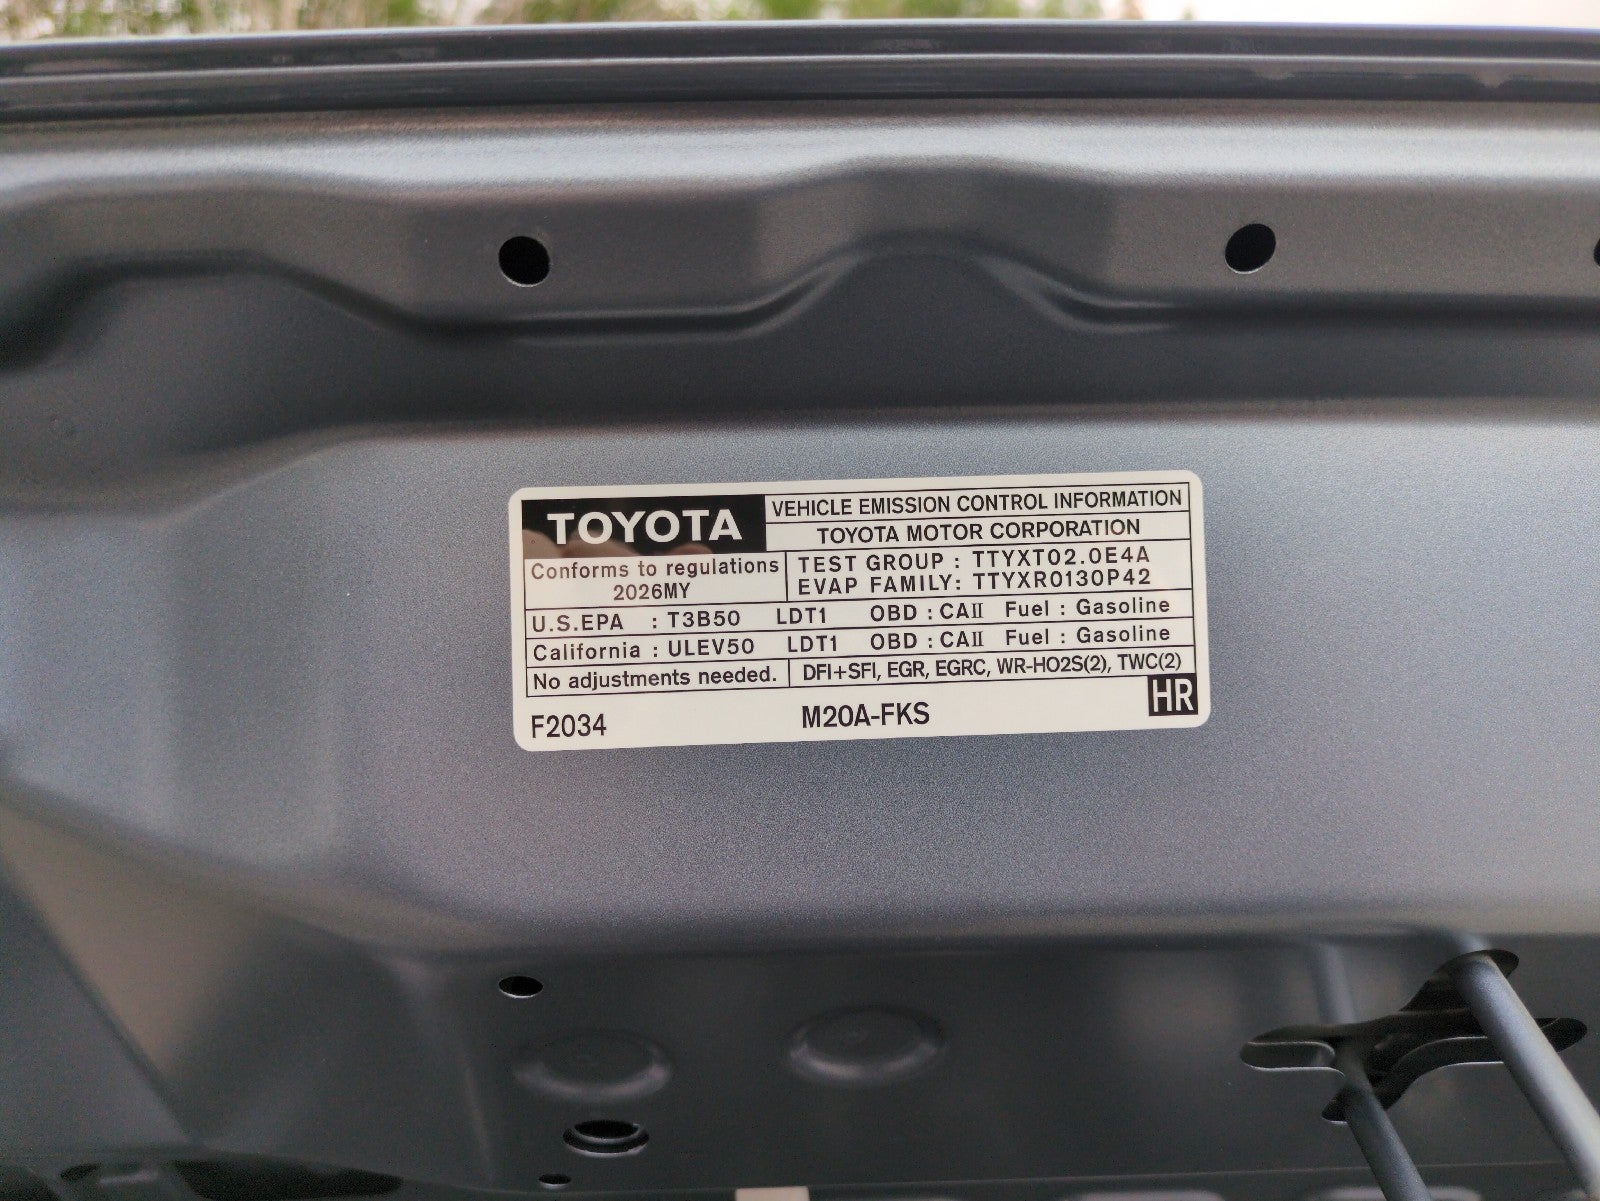 TOYOTA
VEHICLE EMISSION CONTROL INFORMATION
TOYOTA MOTOR CORPORATION
Conforms to regulations
2026MY
TEST GROUP : TTYXT02.0E4A
EVAP FAMILY: TTYXR0130P42
U.S.EPA : T3B50 LDT1 OBD : CAII Fuel : Gasoline
California : ULEV50 LDT1 OBD : CAII Fuel : Gasoline
No adjustments needed. DFI+SFI, EGR, EGRC, WR-HO2S(2), TWC(2)
F2034 M20A-FKS HR